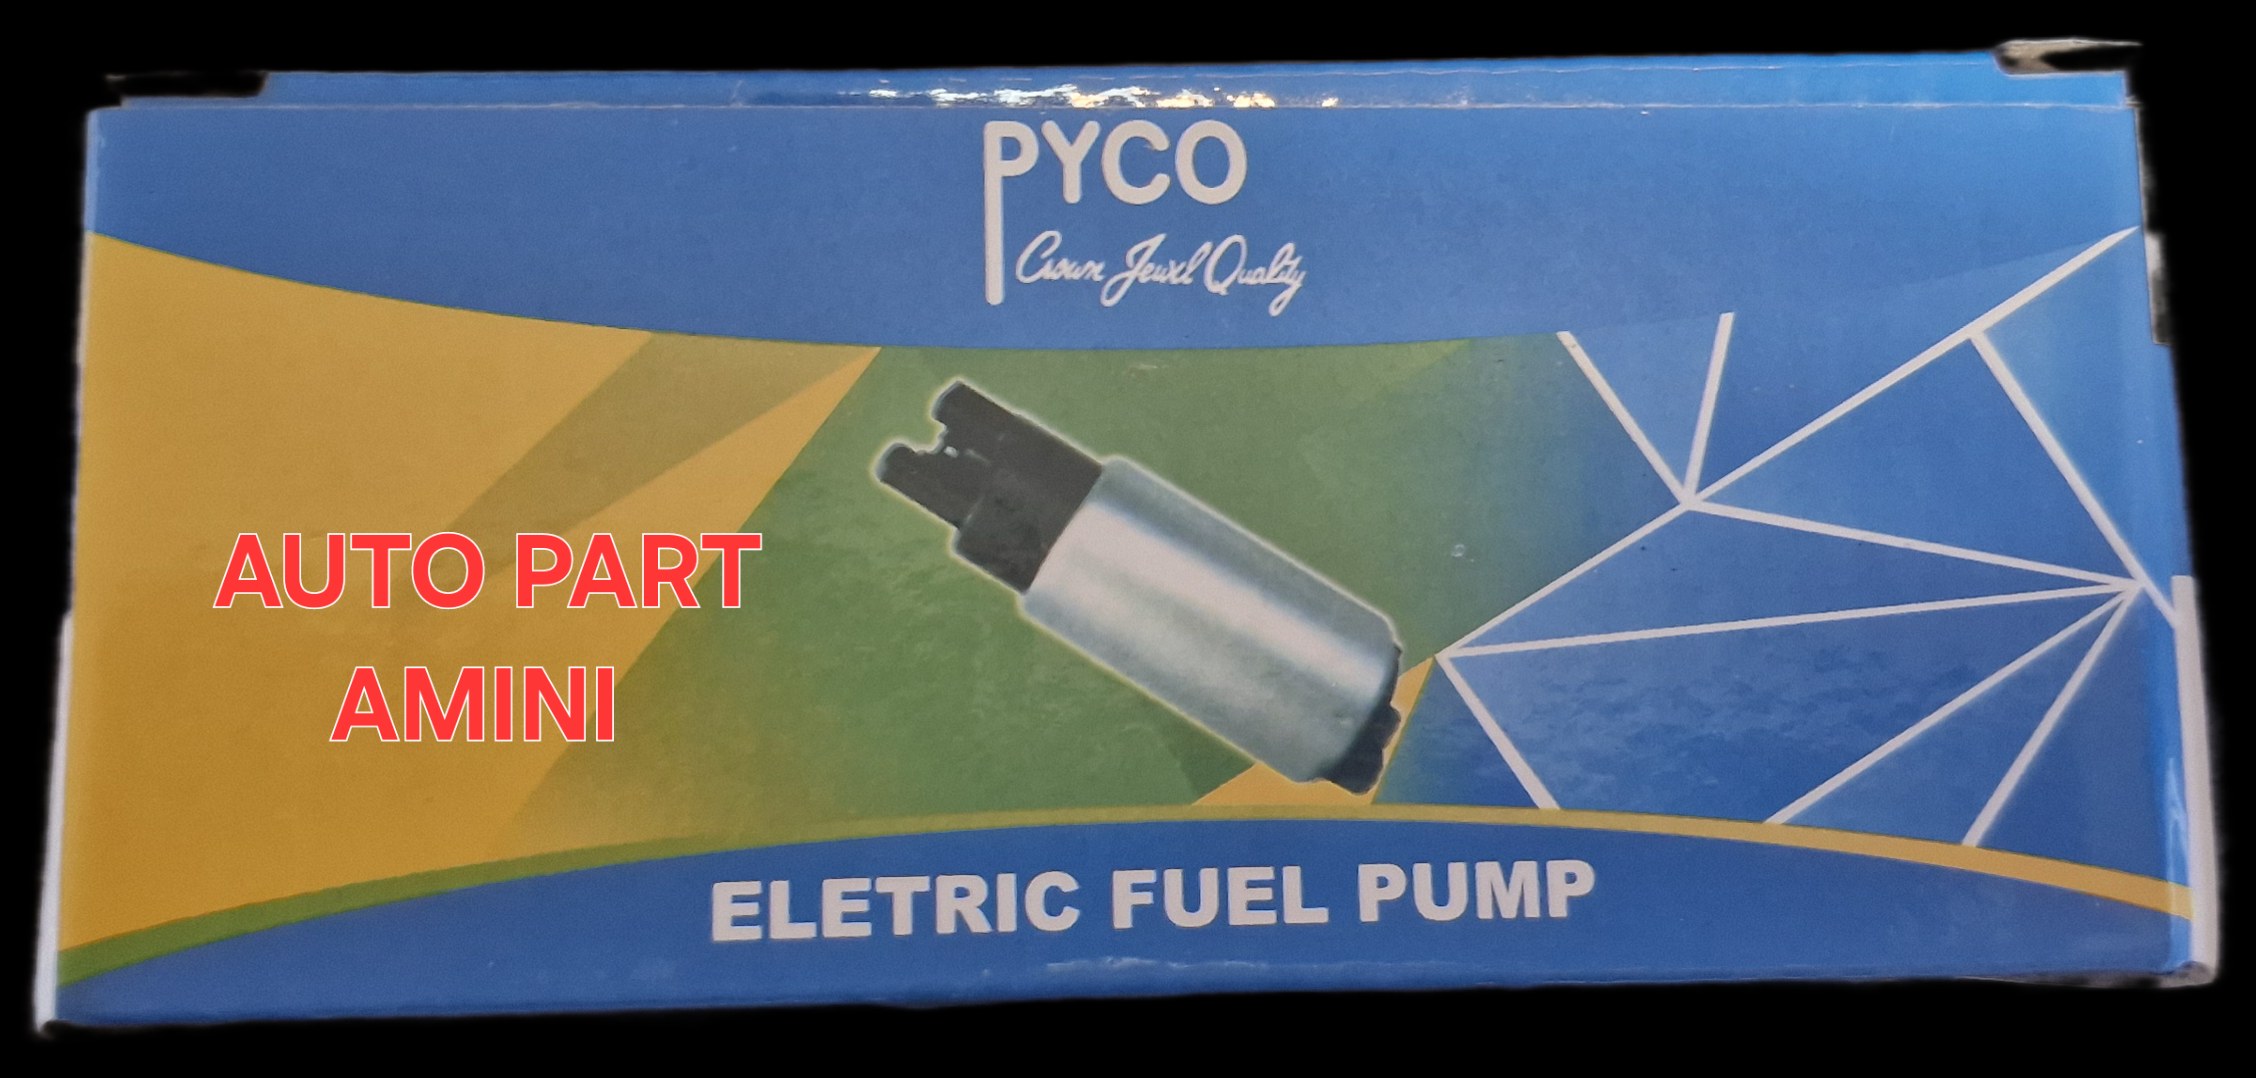 PYCO
Crown Jewel Quality
AUTO PART
AMINI
ELETRIC FUEL PUMP